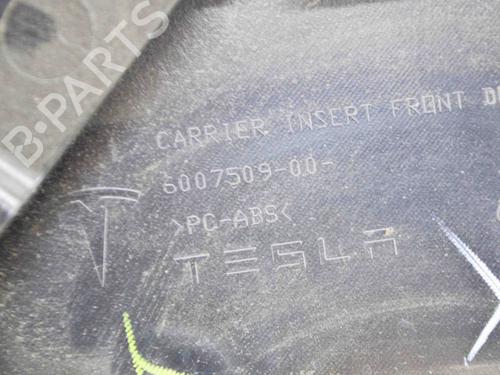 B-PARTS
CARRIER INSERT FRONT
6007509-00-
>PC-ABS<
TESLA